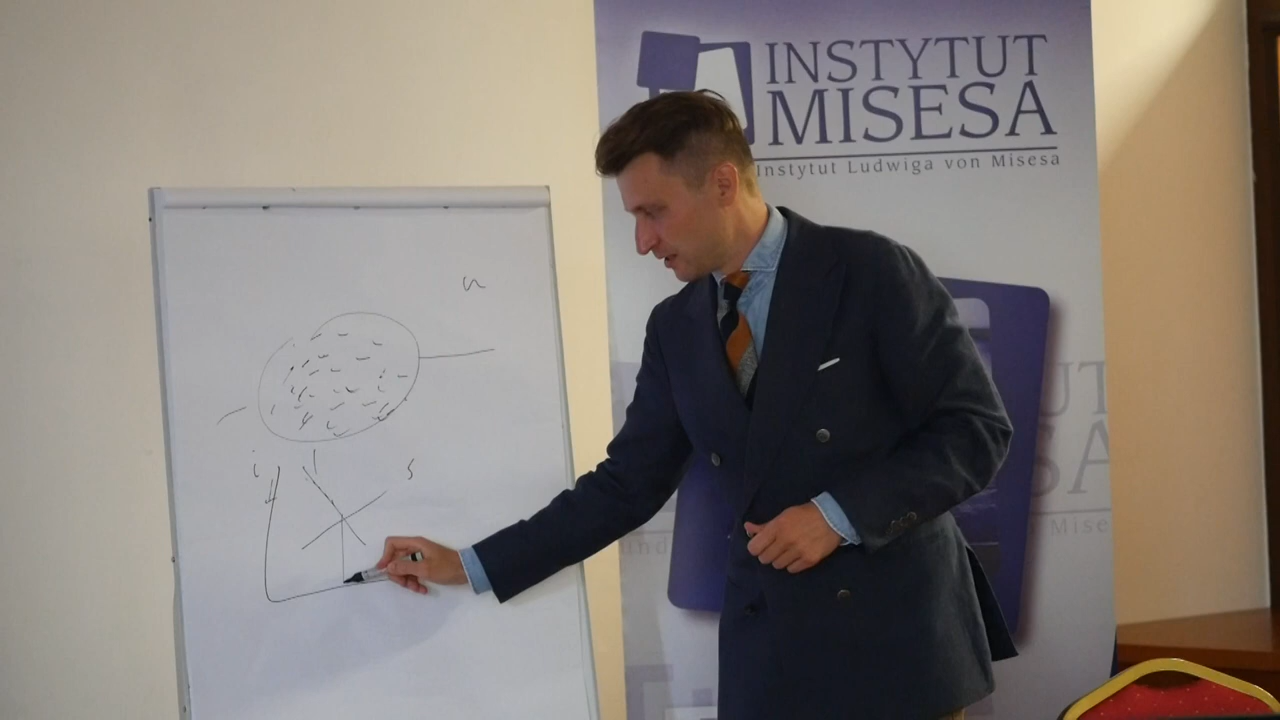 INSTYTUT
MISESA
Instytut Ludwiga von Misesa
i
s